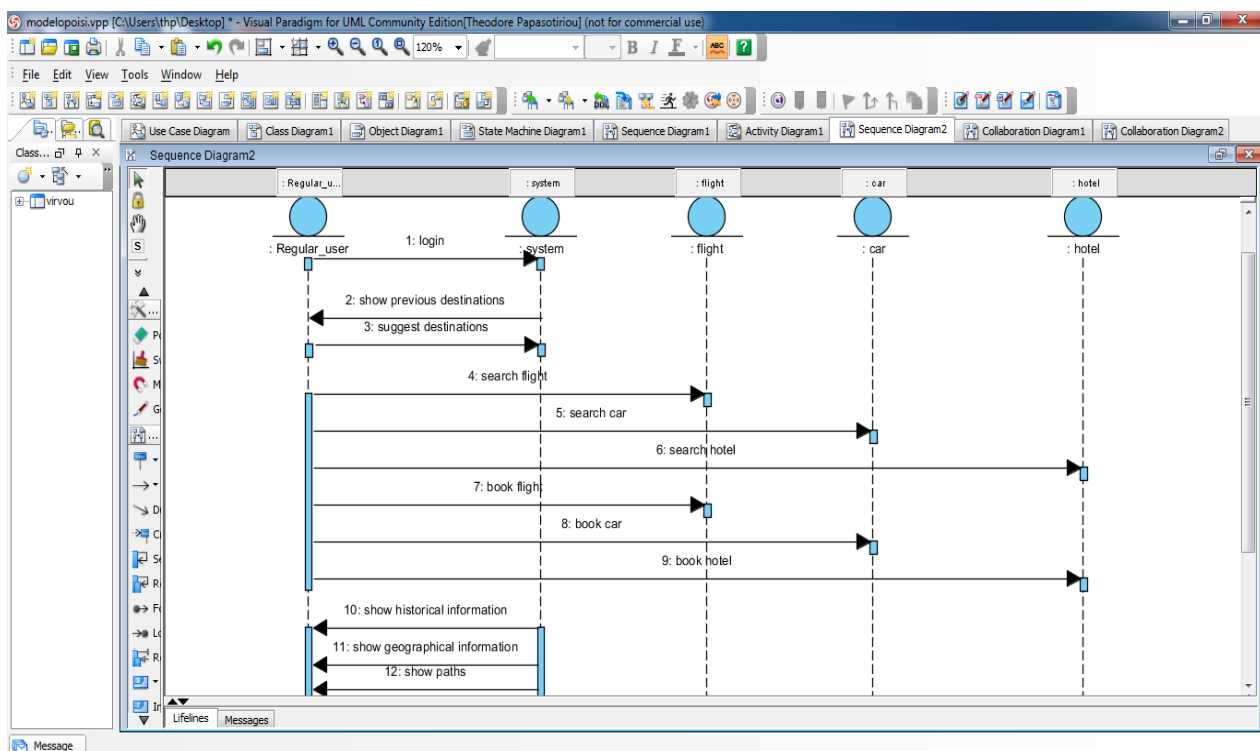 modelopoisi.vpp [C:\Users\thp\Desktop] * - Visual Paradigm for UML Community Edition[Theodore Papasotiriou] (not for commercial use)
120%
B I F ABC ?
File Edit View Tools Window Help
Use Case Diagram Class Diagram1 Object Diagram1 State Machine Diagram1 Sequence Diagram1 Activity Diagram1 Sequence Diagram2 Collaboration Diagram1 Collaboration Diagram2
Class...
Sequence Diagram2
virvou
S
: Regular_u... : system : flight : car : hotel
: Regular_user : system : flight : car : hotel
1: login
2: show previous destinations
3: suggest destinations
4: search flight
5: search car
6: search hotel
7: book flight
8: book car
9: book hotel
10: show historical information
11: show geographical information
12: show paths
Lifelines Messages
Message